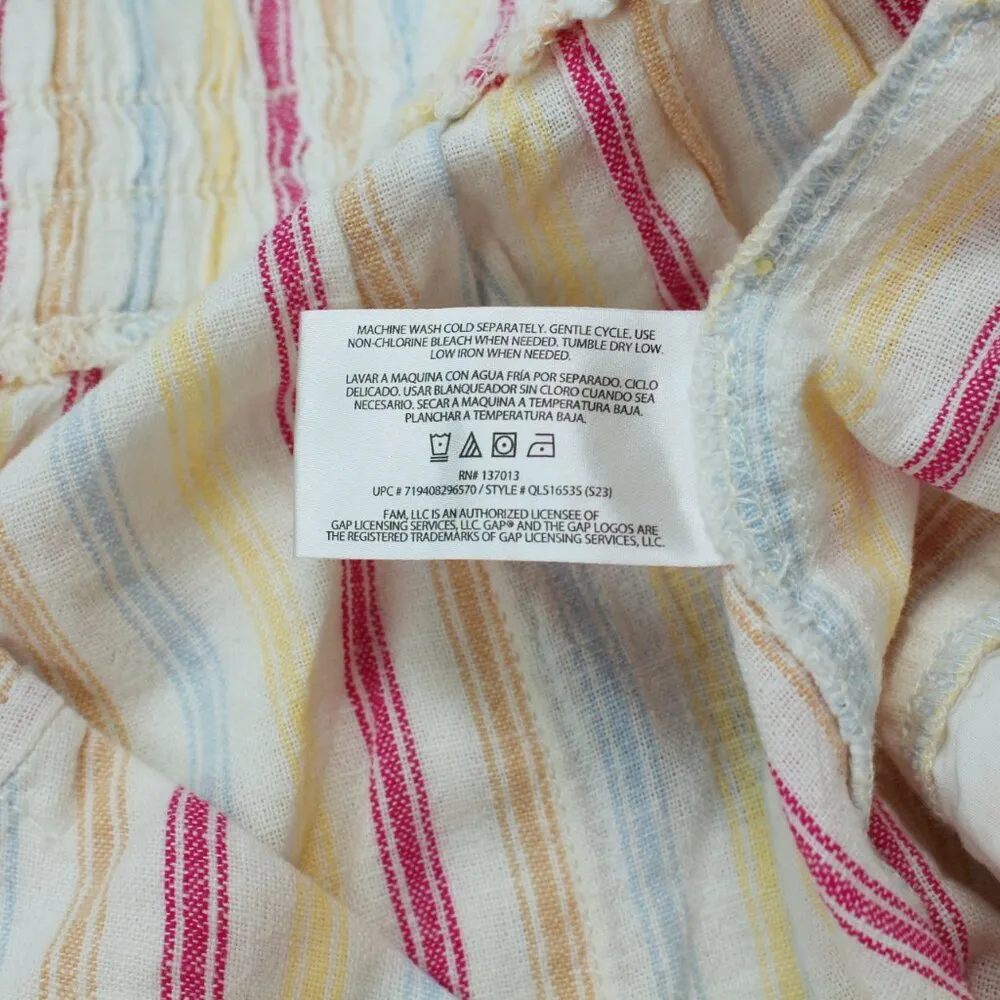 MACHINE WASH COLD SEPARATELY. GENTLE CYCLE. USE
NON-CHLORINE BLEACH WHEN NEEDED. TUMBLE DRY LOW.
LOW IRON WHEN NEEDED.
LAVAR A MAQUINA CON AGUA FRÍA POR SEPARADO. CICLO
DELICADO. USAR BLANQUEADOR SIN CLORO CUANDO SEA
NECESARIO. SECAR A MAQUINA A TEMPERATURA BAJA.
PLANCHAR A TEMPERATURA BAJA.
RN# 137013
UPC # 719408296570 / STYLE # QLS1653S (S23)
FAM, LLC IS AN AUTHORIZED LICENSEE OF
GAP LICENSING SERVICES, LLC. GAP® AND THE GAP LOGOS ARE
THE REGISTERED TRADEMARKS OF GAP LICENSING SERVICES, LLC.